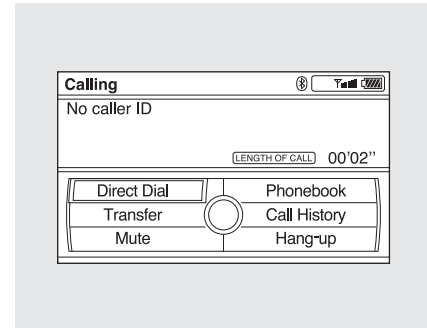 Calling
No caller ID
LENGTH OF CALL 00'02''
Direct Dial Phonebook
Transfer Call History
Mute Hang-up